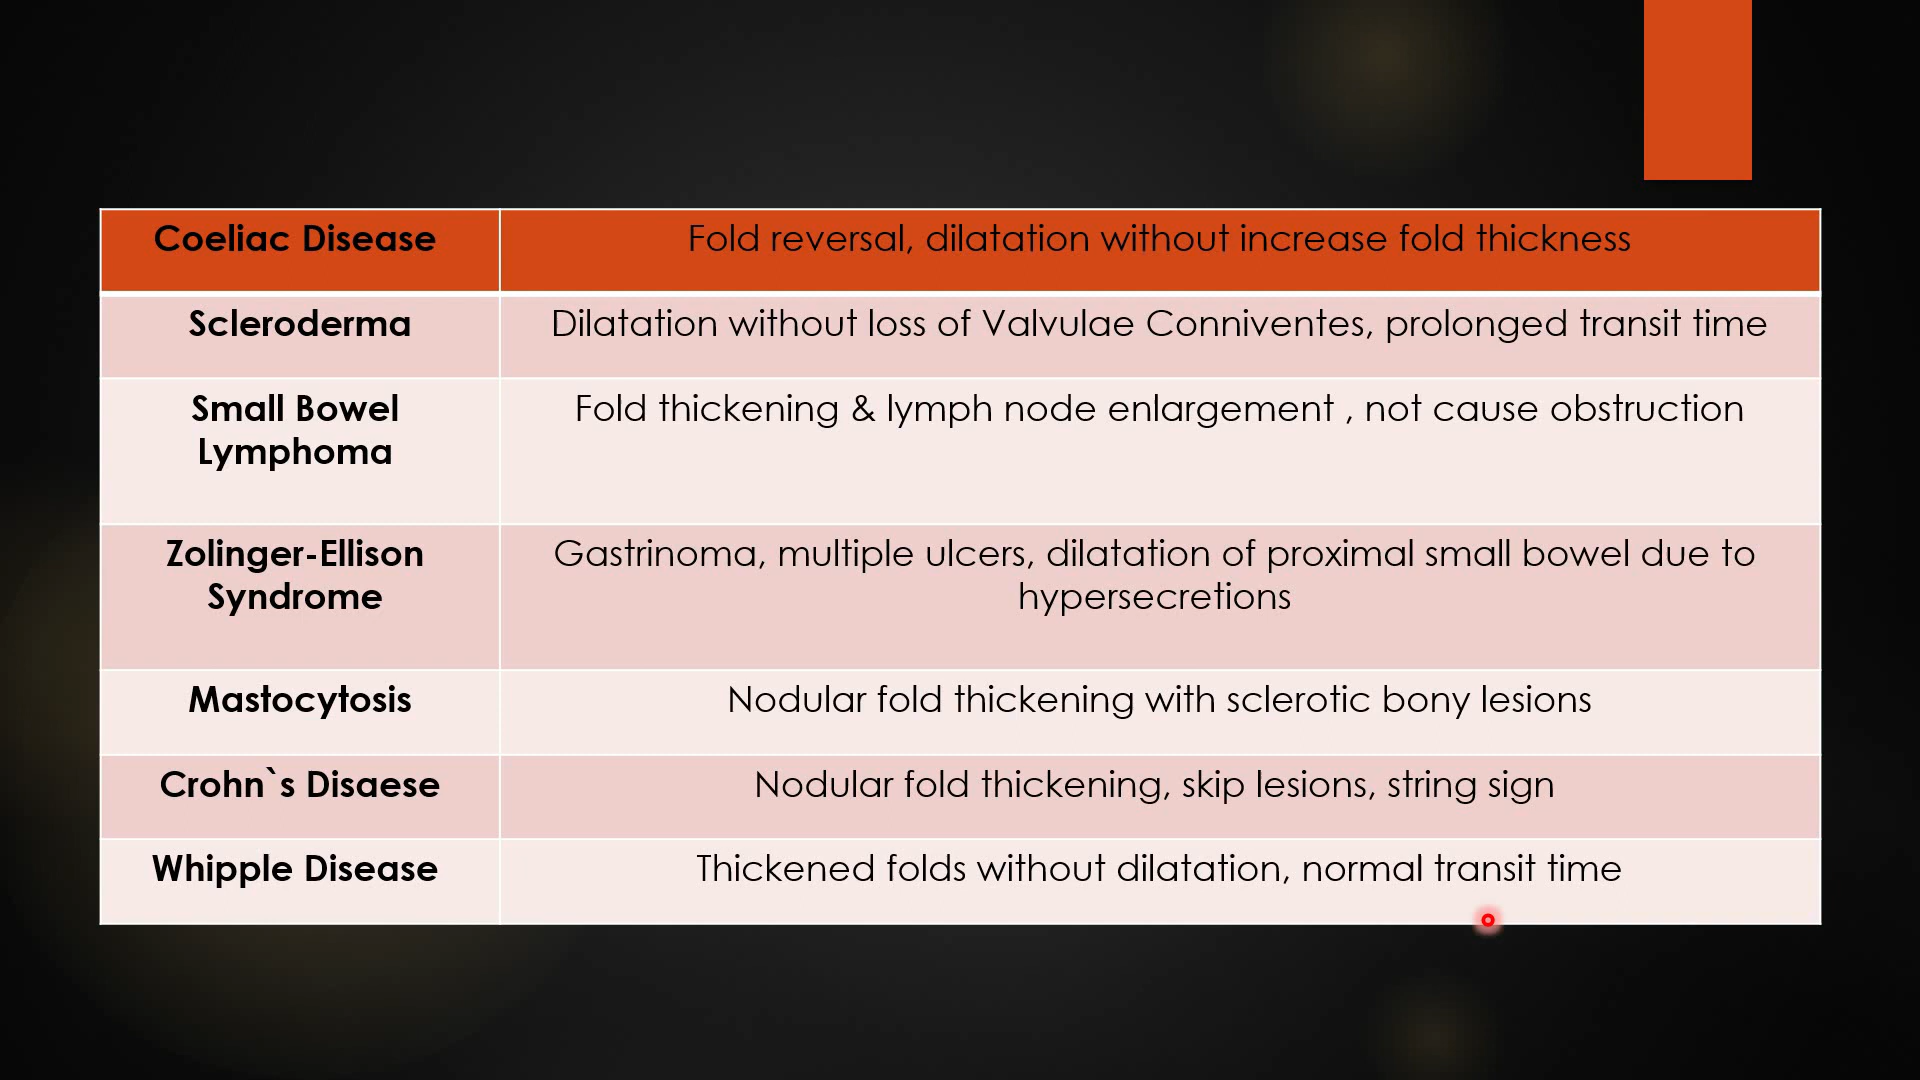 Coeliac Disease
Fold reversal, dilatation without increase fold thickness
Scleroderma
Dilatation without loss of Valvulae Conniventes, prolonged transit time
Small Bowel
Lymphoma
Fold thickening & lymph node enlargement , not cause obstruction
Zolinger-Ellison
Syndrome
Gastrinoma, multiple ulcers, dilatation of proximal small bowel due to
hypersecretions
Mastocytosis
Nodular fold thickening with sclerotic bony lesions
Crohn`s Disaese
Nodular fold thickening, skip lesions, string sign
Whipple Disease
Thickened folds without dilatation, normal transit time